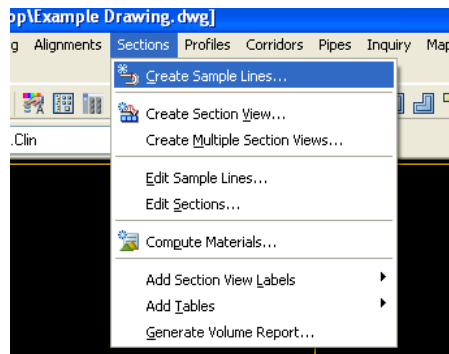 op\Example Drawing.dwg]
g Alignments Sections Profiles Corridors Pipes Inquiry Map
Create Sample Lines...
.Clin
Create Section View...
Create Multiple Section Views...
Edit Sample Lines...
Edit Sections...
Compute Materials...
Add Section View Labels
Add Tables
Generate Volume Report...